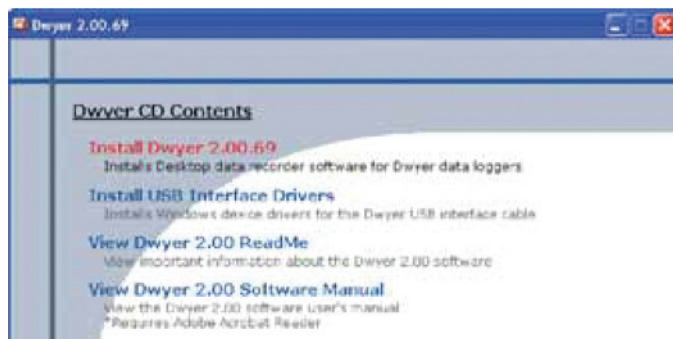 Dwyer 2.00.69
Dwyer CD Contents
Install Dwyer 2.00.69
Installs Desktop data recorder software for Dwyer data loggers
Install USB Interface Drivers
Installs Windows device drivers for the Dwyer USB interface cable
View Dwyer 2.00 ReadMe
View important information about the Dwyer 2.00 software
View Dwyer 2.00 Software Manual
View the Dwyer 2.00 software user's manual
*Requires Adobe Acrobat Reader